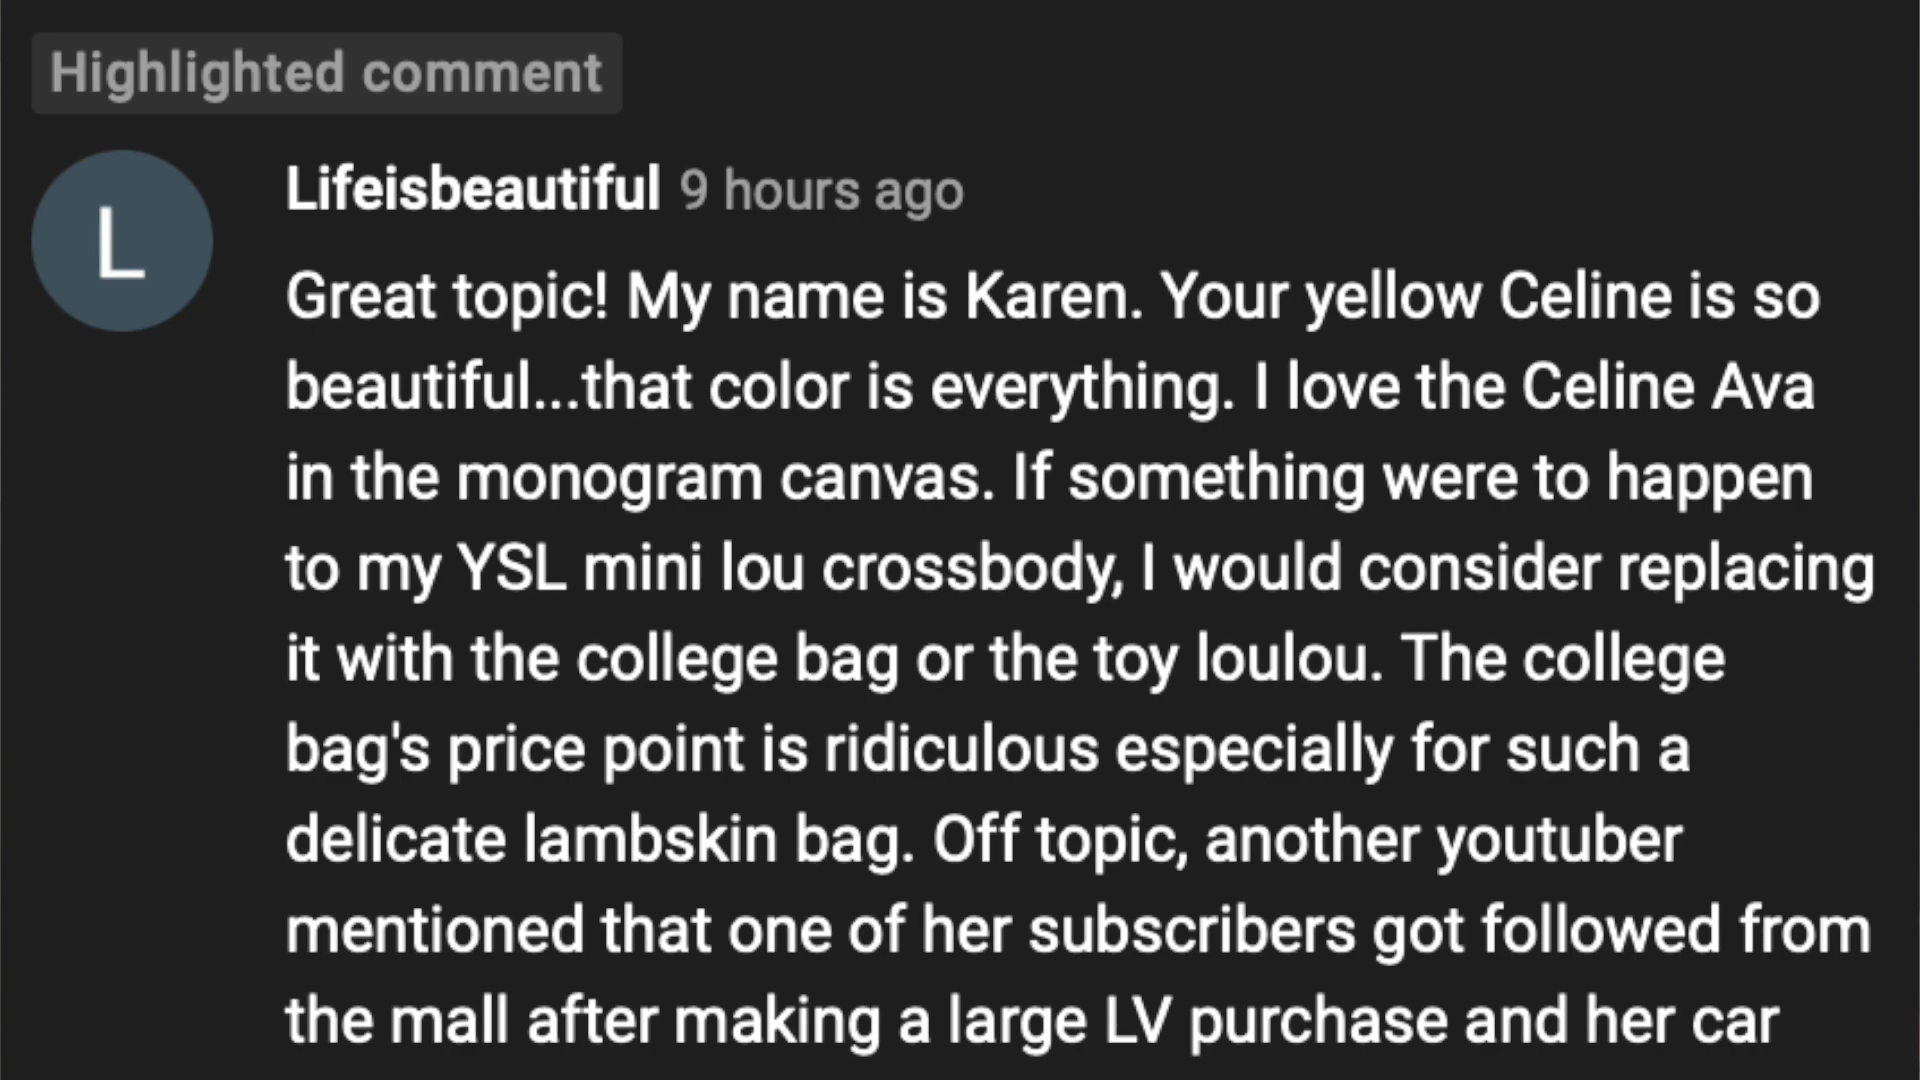 Highlighted comment
L
Lifeisbeautiful 9 hours ago
Great topic! My name is Karen. Your yellow Celine is so
beautiful...that color is everything. I love the Celine Ava
in the monogram canvas. If something were to happen
to my YSL mini lou crossbody, I would consider replacing
it with the college bag or the toy loulou. The college
bag's price point is ridiculous especially for such a
delicate lambskin bag. Off topic, another youtuber
mentioned that one of her subscribers got followed from
the mall after making a large LV purchase and her car